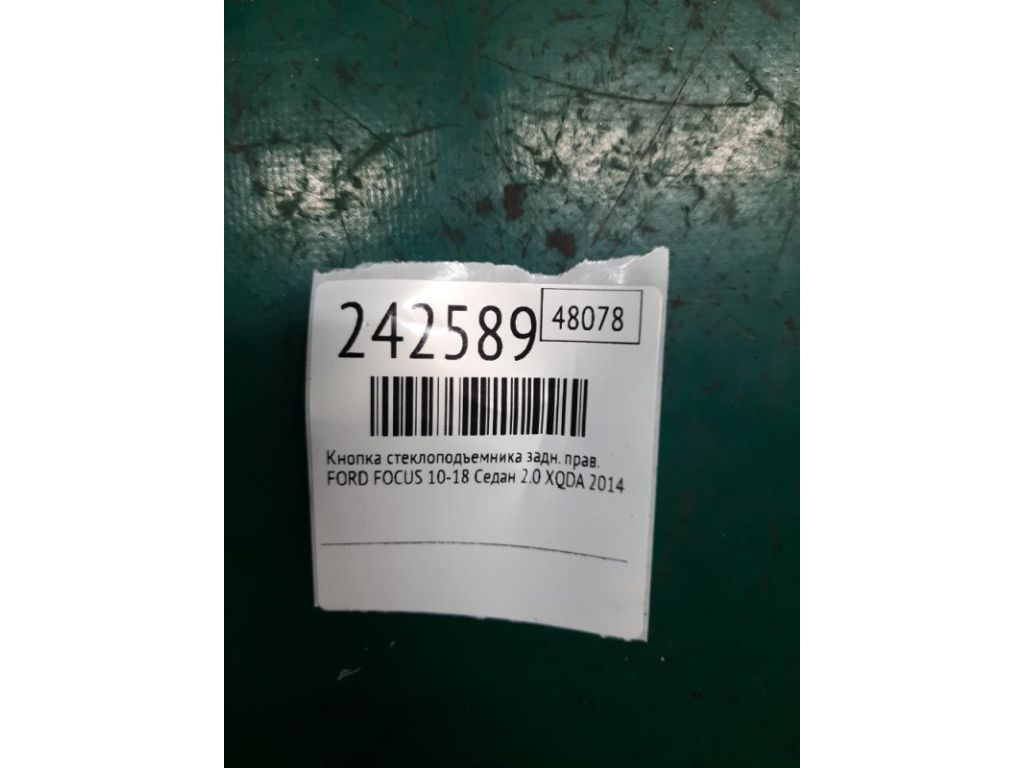 242589 48078
Кнопка стеклоподъемника задн. прав.
FORD FOCUS 10-18 Седан 2.0 XQDA 2014